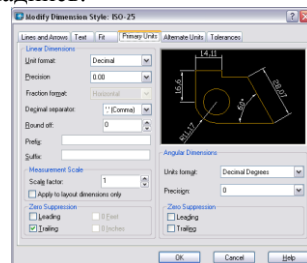 Modify Dimension Style: ISO-25
Lines and Arrows Text Fit Primary Units Alternate Units Tolerances
Linear Dimensions
Unit format: Decimal
Precision 0.00
Fraction format: Horizontal
Decimal separator: ',' (Comma)
Round off: 0
Prefix:
Suffix:
Measurement Scale
Scale factor: 1
Apply to layout dimensions only
Zero Suppression
Leading 0 Feet
Trailing 0 Inches
14,11
16,6
28,07
60°
R11,17
Angular Dimensions
Units format: Decimal Degrees
Precision: 0
Zero Suppression
Leading
Trailing
OK Cancel Help